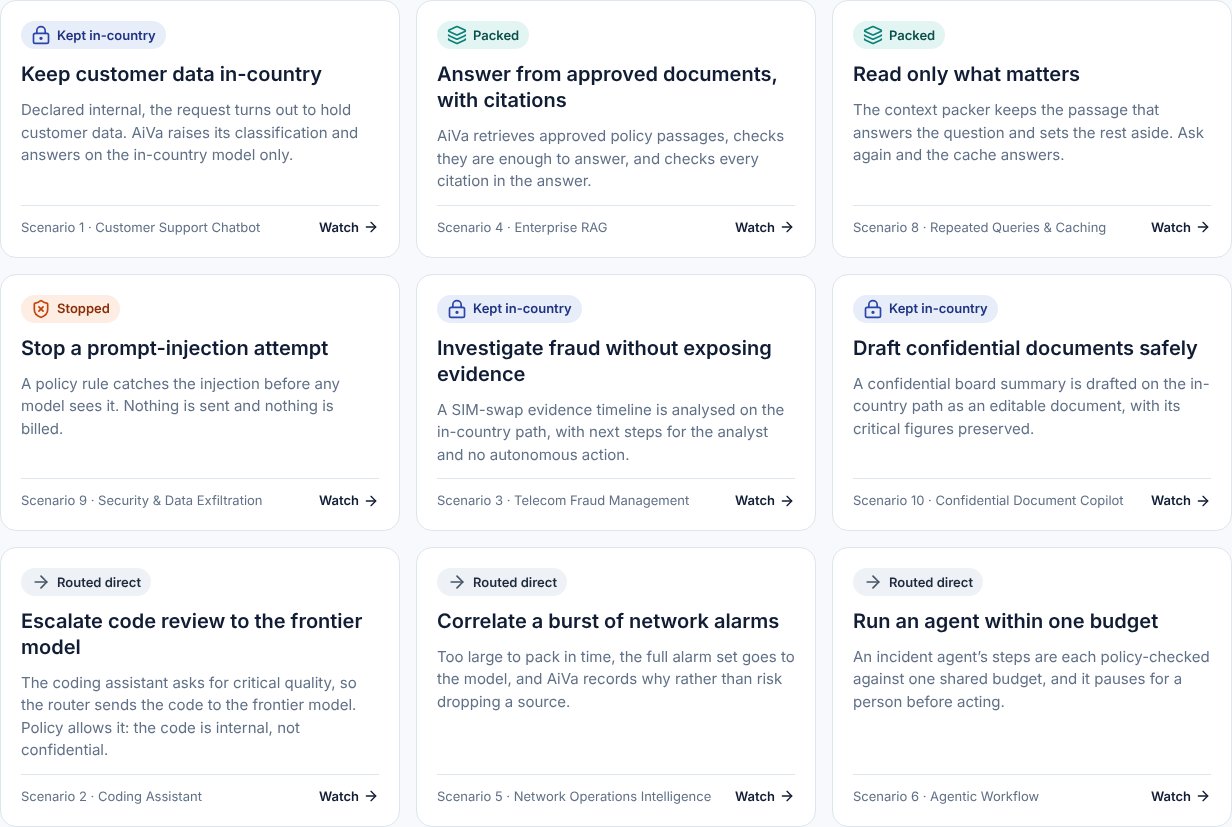 Kept in-country
Keep customer data in-country
Declared internal, the request turns out to hold
customer data. AiVa raises its classification and
answers on the in-country model only.
Scenario 1 · Customer Support Chatbot
Watch →
Packed
Answer from approved documents,
with citations
AiVa retrieves approved policy passages, checks
they are enough to answer, and checks every
citation in the answer.
Scenario 4 · Enterprise RAG
Watch →
Packed
Read only what matters
The context packer keeps the passage that
answers the question and sets the rest aside. Ask
again and the cache answers.
Scenario 8 · Repeated Queries & Caching
Watch →
Stopped
Stop a prompt-injection attempt
A policy rule catches the injection before any
model sees it. Nothing is sent and nothing is
billed.
Scenario 9 · Security & Data Exfiltration
Watch →
Kept in-country
Investigate fraud without exposing
evidence
A SIM-swap evidence timeline is analysed on the
in-country path, with next steps for the analyst
and no autonomous action.
Scenario 3 · Telecom Fraud Management
Watch →
Kept in-country
Draft confidential documents safely
A confidential board summary is drafted on the in-
country path as an editable document, with its
critical figures preserved.
Scenario 10 · Confidential Document Copilot
Watch →
Routed direct
Escalate code review to the frontier
model
The coding assistant asks for critical quality, so
the router sends the code to the frontier model.
Policy allows it: the code is internal, not
confidential.
Scenario 2 · Coding Assistant
Watch →
Routed direct
Correlate a burst of network alarms
Too large to pack in time, the full alarm set goes to
the model, and AiVa records why rather than risk
dropping a source.
Scenario 5 · Network Operations Intelligence
Watch →
Routed direct
Run an agent within one budget
An incident agent’s steps are each policy-checked
against one shared budget, and it pauses for a
person before acting.
Scenario 6 · Agentic Workflow
Watch →